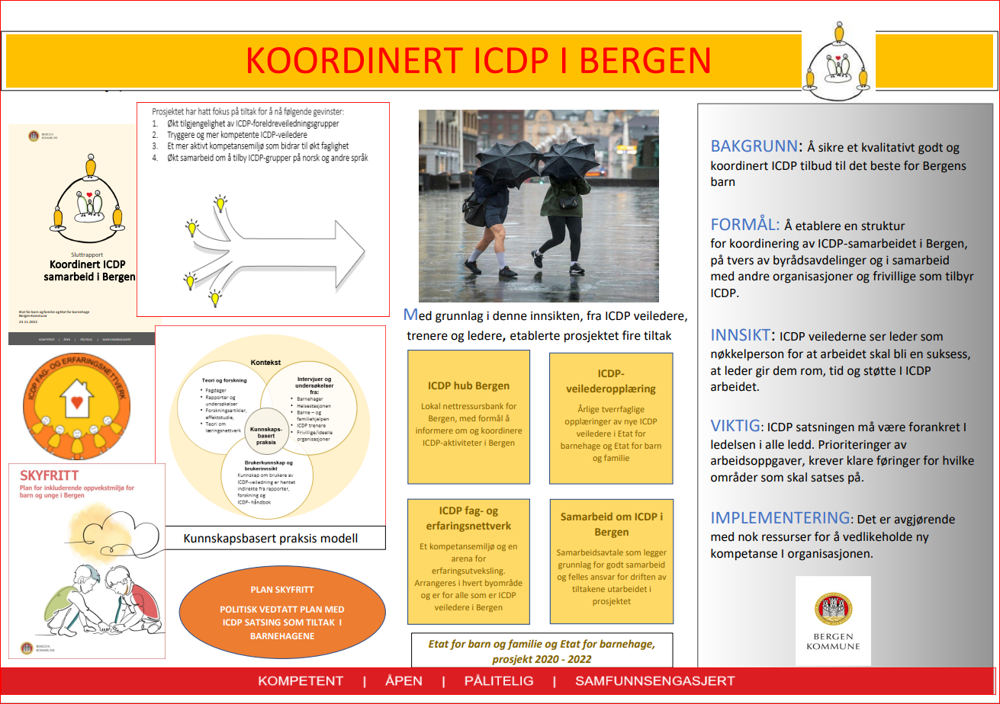 KOORDINERT ICDP I BERGEN
BERGEN
KOMMUNE
Sluttrapport
Koordinert ICDP
samarbeid i Bergen
Etat for barn og familie og Etat for barnehage
Bergen Kommune
23.11.2022
KOMPETENT | ÅPEN | PÅLITELIG | SAMFUNNSENGASJERT
Prosjektet har hatt fokus på tiltak for å nå følgende gevinster:
1. Økt tilgjengelighet av ICDP-foreldreveiledningsgrupper
2. Tryggere og mer kompetente ICDP-veiledere
3. Et mer aktivt kompetansemiljø som bidrar til økt faglighet
4. Økt samarbeid om å tilby ICDP-grupper på norsk og andre språk
ICDP FAG- OG ERFARINGSNETTVERK
Kontekst
Teori og forskning
• Fagdager
• Rapporter og
undersøkelser
• Forskningsartikler,
effektstudie,
• Teori om
læringsnettverk
Intervjuer og
undersøkelser
fra:
• Barnehager
• Helsestasjonen
• Barne – og
familiehjelpen
• ICDP trenere
• Frivillige/ideelle
organisasjoner
Kunnskaps-
basert
praksis
Brukerkunnskap og
brukerinnsikt
Kunnskap om brukere av
ICDP-veiledning er hentet
indirekte fra rapporter,
forskning og
ICDP- håndbok
Kunnskapsbasert praksis modell
SKYFRITT
Plan for inkluderende oppvekstmiljø for
barn og unge i Bergen
BERGEN
KOMMUNE
PLAN SKYFRITT
POLITISK VEDTATT PLAN MED
ICDP SATSING SOM TILTAK I
BARNEHAGENE
Med grunnlag i denne innsikten, fra ICDP veiledere,
trenere og ledere, etablerte prosjektet fire tiltak
ICDP hub Bergen
Lokal nettressursbank for
Bergen, med formål å
informere om og koordinere
ICDP-aktiviteter i Bergen
ICDP-
veilederopplæring
Årlige tverrfaglige
opplæringer av nye ICDP
veiledere i Etat for
barnehage og Etat for barn
og familie
ICDP fag- og
erfaringsnettverk
Et kompetansemiljø og en
arena for
erfaringsutveksling.
Arrangeres i hvert byområde
og er for alle som er ICDP
veiledere i Bergen
Samarbeid om ICDP i
Bergen
Samarbeidsavtale som legger
grunnlag for godt samarbeid
og felles ansvar for driften av
tiltakene utarbeidet i
prosjektet
Etat for barn og familie og Etat for barnehage,
prosjekt 2020 - 2022
BAKGRUNN: Å sikre et kvalitativt godt og
koordinert ICDP tilbud til det beste for Bergens
barn
FORMÅL: Å etablere en struktur
for koordinering av ICDP-samarbeidet i Bergen,
på tvers av byrådsavdelinger og i samarbeid
med andre organisasjoner og frivillige som tilbyr
ICDP.
INNSIKT: ICDP veilederne ser leder som
nøkkelperson for at arbeidet skal bli en suksess,
at leder gir dem rom, tid og støtte I ICDP
arbeidet.
VIKTIG: ICDP satsningen må være forankret I
ledelsen i alle ledd. Prioriteringer av
arbeidsoppgaver, krever klare føringer for hvilke
områder som skal satses på.
IMPLEMENTERING: Det er avgjørende
med nok ressurser for å vedlikeholde ny
kompetanse I organisasjonen.
BERGEN
KOMMUNE
KOMPETENT | ÅPEN | PÅLITELIG | SAMFUNNSENGASJERT